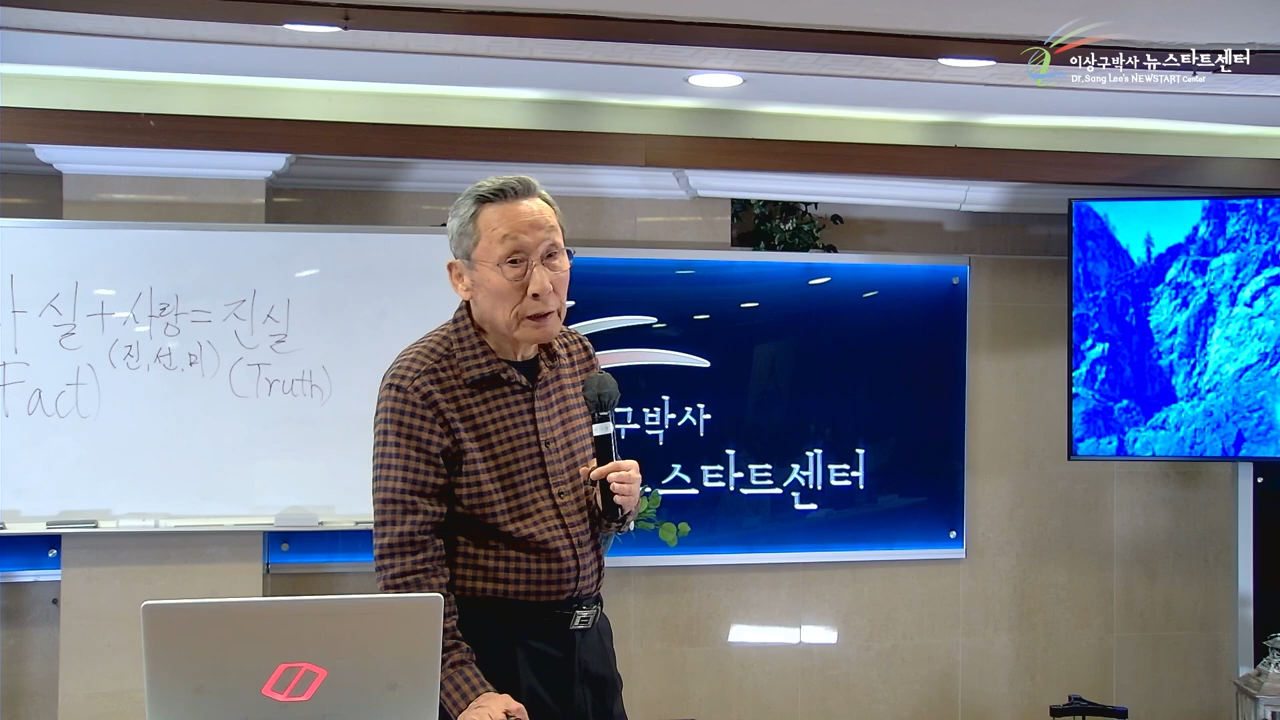 이상구박사 뉴스타트센터
Dr. Sang Lee's NEWSTART Center
실+사랑=진실
(진,선,미)
Fact)
(Truth)
구박사
스타트센터